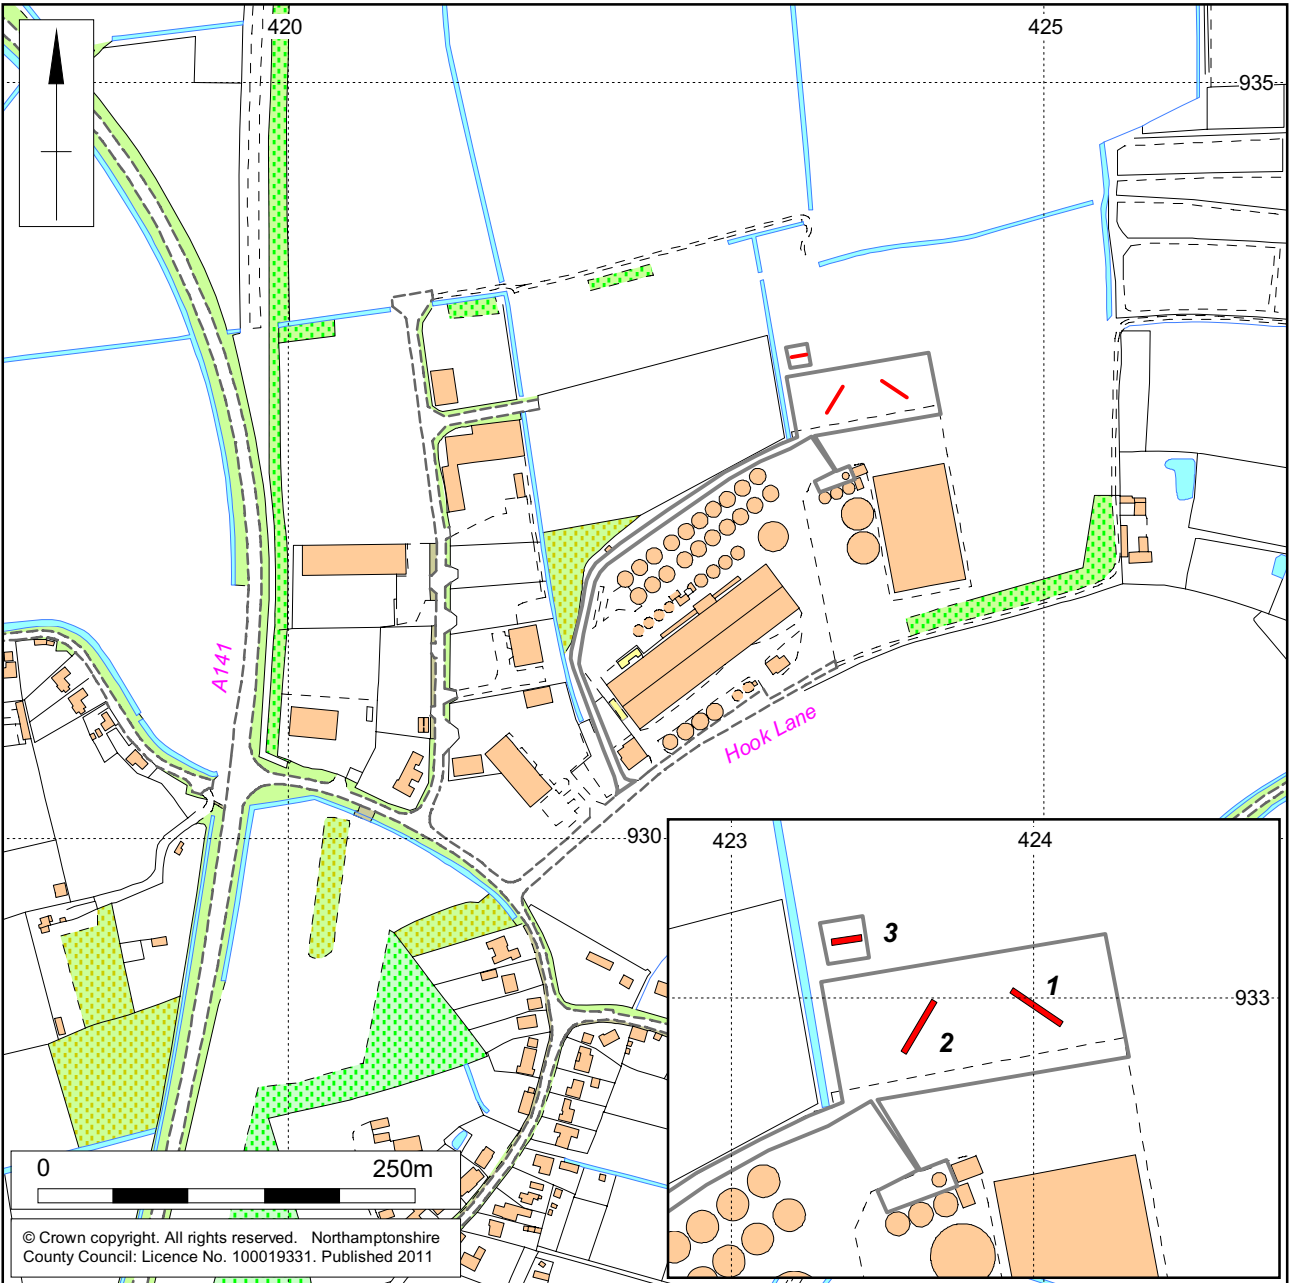 420
425
935
A141
Hook Lane
930
423
424
3
1
933
2
0
250m
© Crown copyright. All rights reserved. Northamptonshire
County Council: Licence No. 100019331. Published 2011